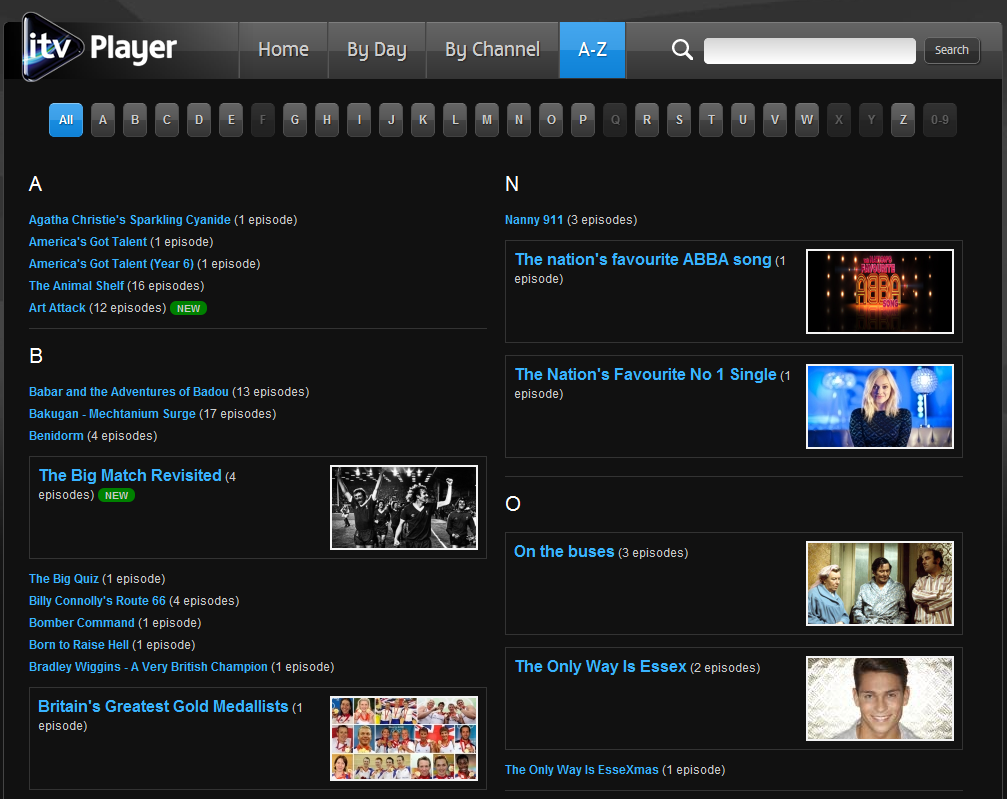 itv Player
Home
By Day
By Channel
A-Z
Search
All A B C D E F G H I J K L M N O P Q R S T U V W X Y Z 0-9
A
Agatha Christie's Sparkling Cyanide (1 episode)
America's Got Talent (1 episode)
America's Got Talent (Year 6) (1 episode)
The Animal Shelf (16 episodes)
Art Attack (12 episodes) NEW
B
Babar and the Adventures of Badou (13 episodes)
Bakugan - Mechtanium Surge (17 episodes)
Benidorm (4 episodes)
The Big Match Revisited (4
episodes) NEW
The Big Quiz (1 episode)
Billy Connolly's Route 66 (4 episodes)
Bomber Command (1 episode)
Born to Raise Hell (1 episode)
Bradley Wiggins - A Very British Champion (1 episode)
Britain's Greatest Gold Medallists (1
episode)
N
Nanny 911 (3 episodes)
The nation's favourite ABBA song (1
episode)
FAVOURITE
ABBA
SONG
The Nation's Favourite No 1 Single (1
episode)
O
On the buses (3 episodes)
The Only Way Is Essex (2 episodes)
The Only Way Is EsseXmas (1 episode)